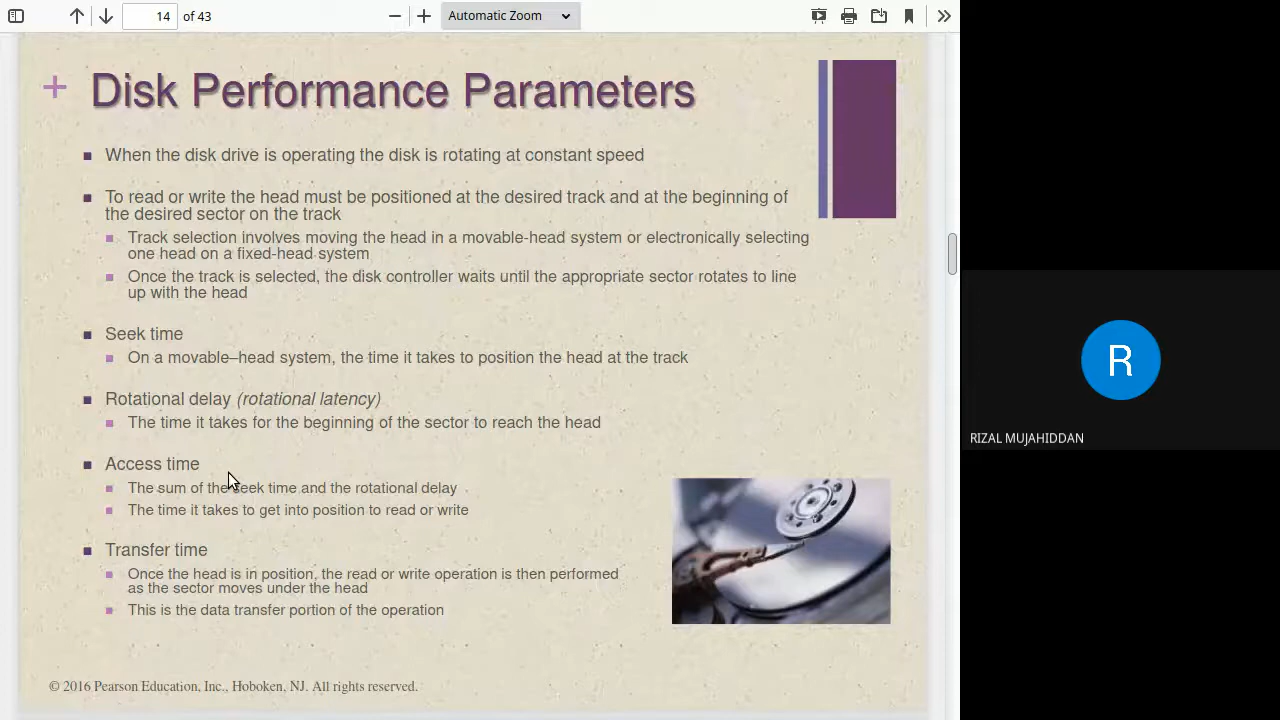 14 of 43
Automatic Zoom
+ Disk Performance Parameters
When the disk drive is operating the disk is rotating at constant speed
To read or write the head must be positioned at the desired track and at the beginning of
the desired sector on the track
Track selection involves moving the head in a movable-head system or electronically selecting
one head on a fixed-head system
Once the track is selected, the disk controller waits until the appropriate sector rotates to line
up with the head
Seek time
On a movable–head system, the time it takes to position the head at the track
Rotational delay (rotational latency)
The time it takes for the beginning of the sector to reach the head
Access time
The sum of the seek time and the rotational delay
The time it takes to get into position to read or write
Transfer time
Once the head is in position, the read or write operation is then performed
as the sector moves under the head
This is the data transfer portion of the operation
© 2016 Pearson Education, Inc., Hoboken, NJ. All rights reserved.
R
RIZAL MUJAHIDDAN